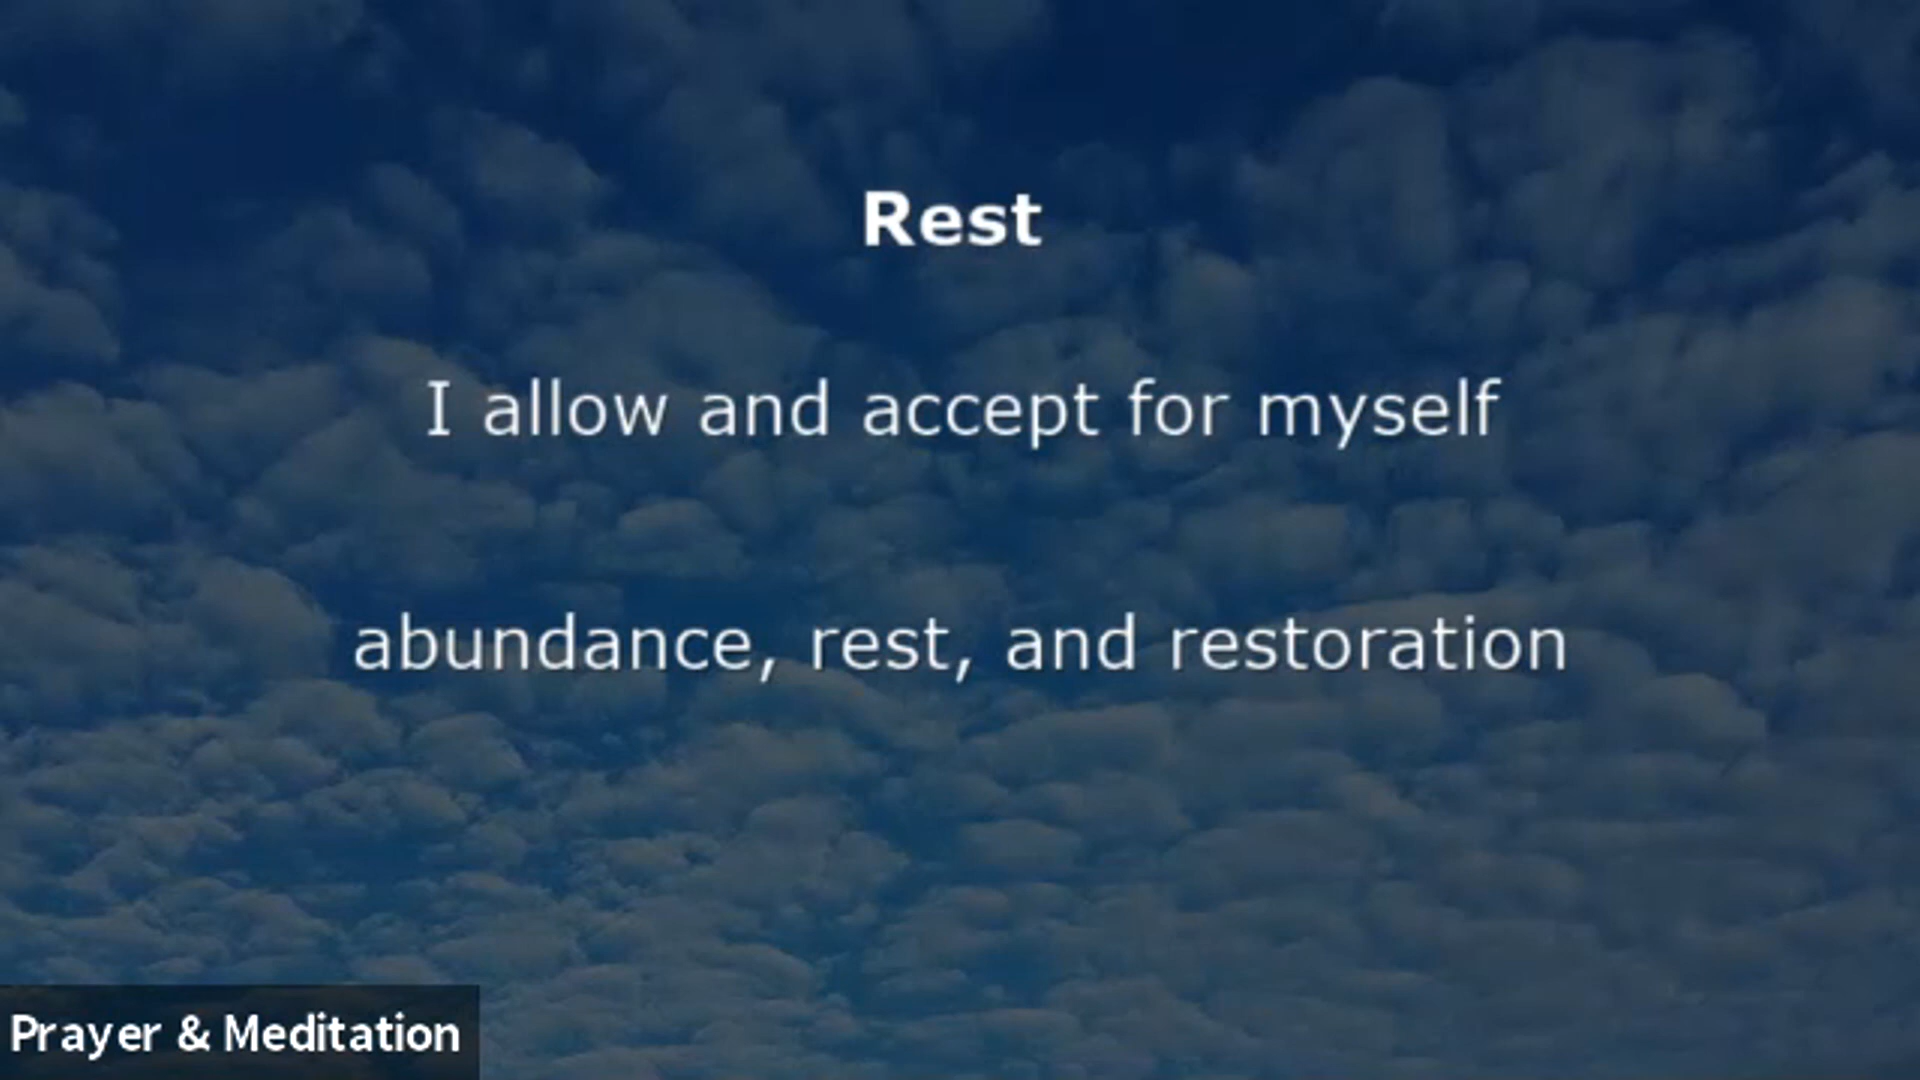 Rest
I allow and accept for myself
abundance, rest, and restoration
Prayer & Meditation